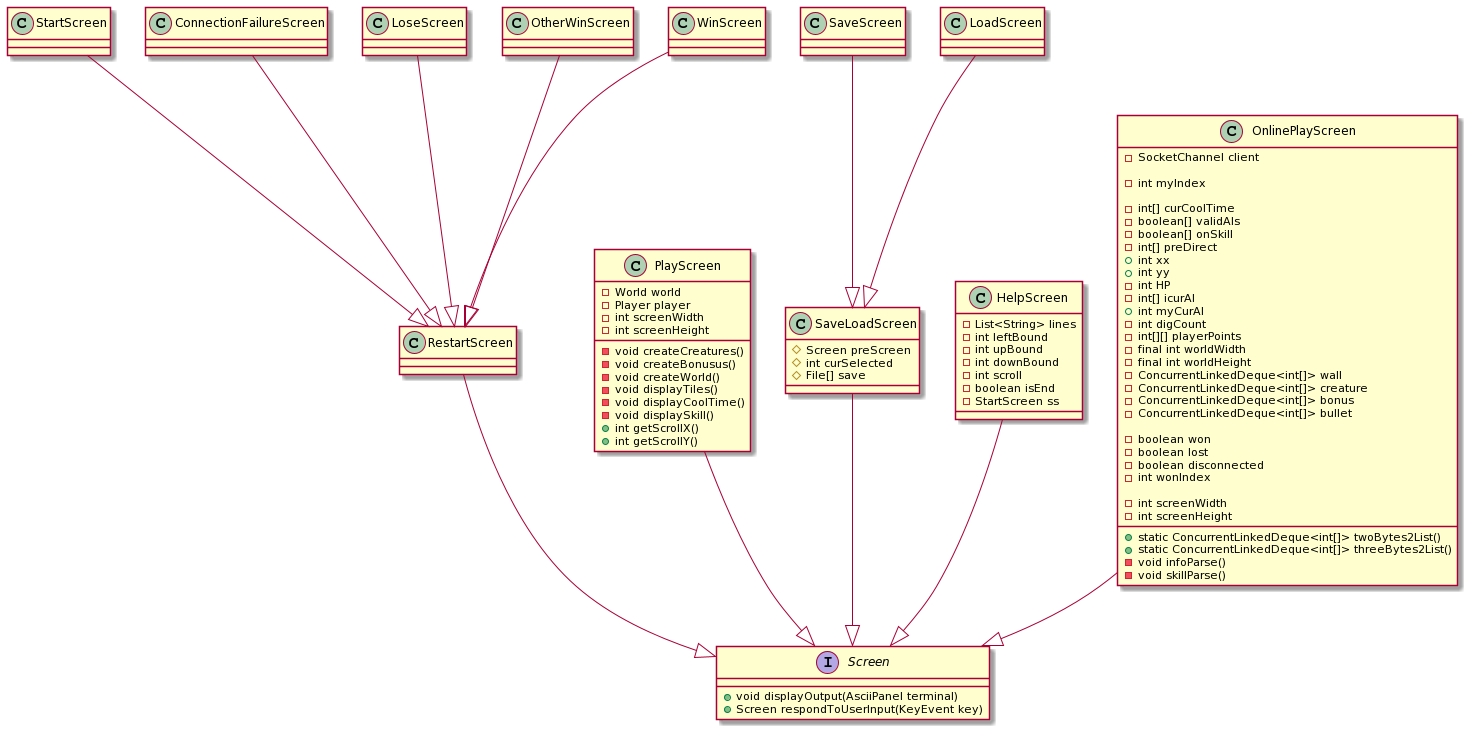 C StartScreen
C ConnectionFailureScreen
C LoseScreen
C OtherWinScreen
C WinScreen
C SaveScreen
C LoadScreen
C OnlinePlayScreen
SocketChannel client
int myIndex
int[] curCoolTime
boolean[] validAIs
boolean[] onSkill
int[] preDirect
int xx
int yy
int HP
int[] icurAI
int myCurAI
int digCount
int[][] playerPoints
final int worldWidth
final int worldHeight
ConcurrentLinkedDeque<int[]> wall
ConcurrentLinkedDeque<int[]> creature
ConcurrentLinkedDeque<int[]> bonus
ConcurrentLinkedDeque<int[]> bullet
boolean won
boolean lost
boolean disconnected
int wonIndex
int screenWidth
int screenHeight
static ConcurrentLinkedDeque<int[]> twoBytes2List()
static ConcurrentLinkedDeque<int[]> threeBytes2List()
void infoParse()
void skillParse()
C PlayScreen
World world
Player player
int screenWidth
int screenHeight
void createCreatures()
void createBonusus()
void createWorld()
void displayTiles()
void displayCoolTime()
void displaySkill()
int getScrollX()
int getScrollY()
C HelpScreen
List<String> lines
int leftBound
int upBound
int downBound
int scroll
boolean isEnd
StartScreen ss
C SaveLoadScreen
Screen preScreen
int curSelected
File[] save
C RestartScreen
I Screen
void displayOutput(AsciiPanel terminal)
Screen respondToUserInput(KeyEvent key)